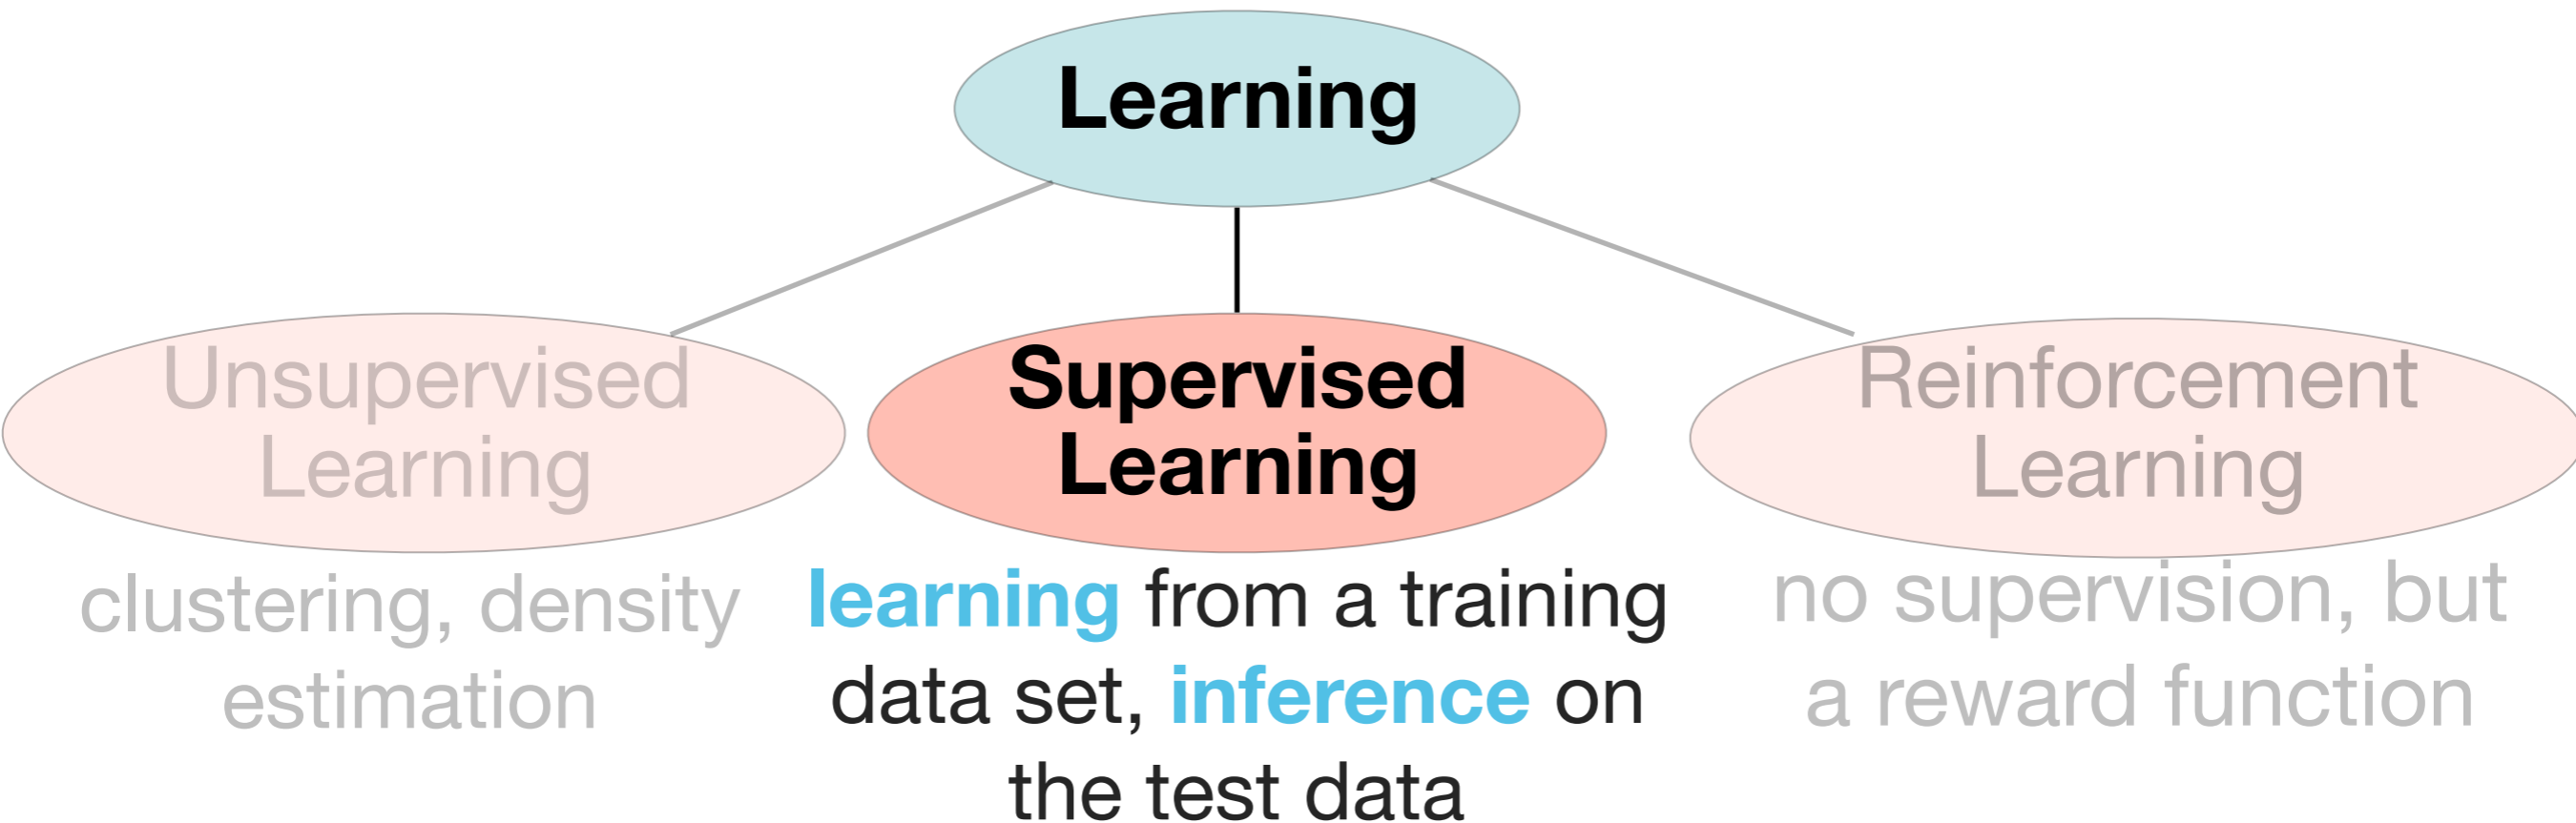 Learning
Unsupervised
Learning
clustering, density
estimation
Supervised
Learning
learning from a training
data set, inference on
the test data
Reinforcement
Learning
no supervision, but
a reward function